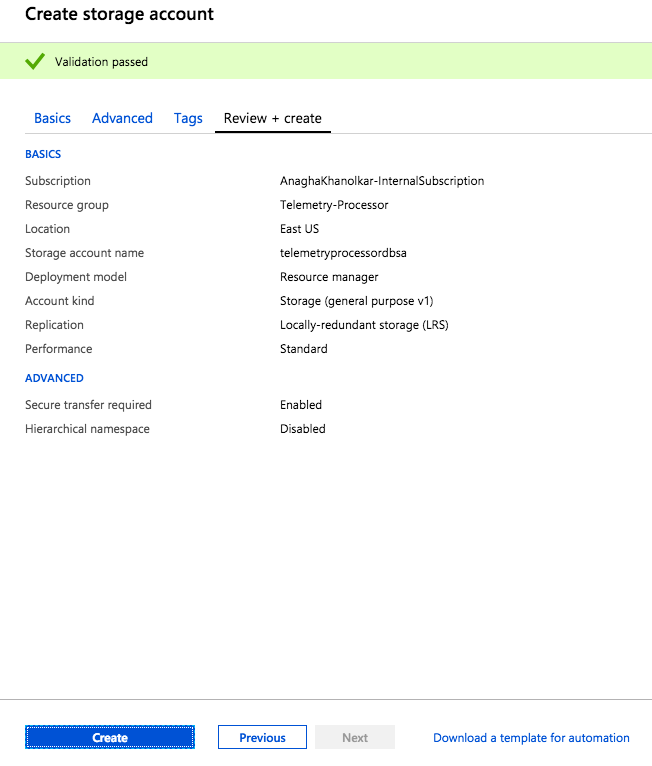 Create storage account
Validation passed
Basics Advanced Tags Review + create
BASICS
Subscription AnaghaKhanolkar-InternalSubscription
Resource group Telemetry-Processor
Location East US
Storage account name telemetryprocessordbsa
Deployment model Resource manager
Account kind Storage (general purpose v1)
Replication Locally-redundant storage (LRS)
Performance Standard
ADVANCED
Secure transfer required Enabled
Hierarchical namespace Disabled
Create Previous Next Download a template for automation